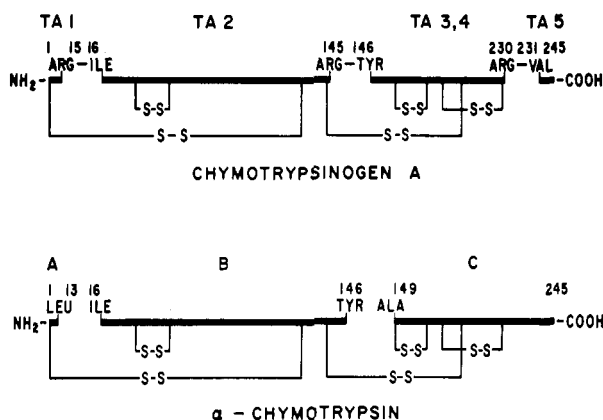 TA 1 TA 2 TA 3,4 TA 5
1 15 16 145 146 230 231 245
ARG-ILE ARG-TYR ARG-VAL
NH₂- -COOH
S-S S-S S-S
S-S S-S
CHYMOTRYPSINOGEN A
A B C
1 13 16 146 149 245
LEU ILE TYR ALA
NH₂- -COOH
S-S S-S S-S
S-S S-S
α - CHYMOTRYPSIN